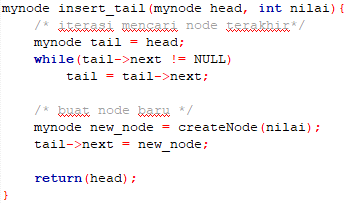 mynode insert_tail(mynode head, int nilai){
    /* iterasi mencari node terakhir*/
    mynode tail = head;
    while(tail->next != NULL)
        tail = tail->next;

    /* buat node baru */
    mynode new_node = createNode(nilai);
    tail->next = new_node;

    return(head);
}